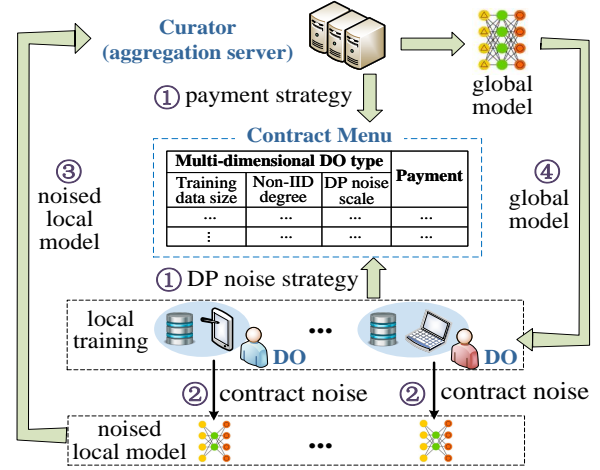 Curator
(aggregation server)
global
model
① payment strategy
Contract Menu
Multi-dimensional DO type
Payment
Training
data size
Non-IID
degree
DP noise
scale
... ... ... ...
⋮ ... ... ...
③
noised
local
model
④
global
model
① DP noise strategy
local
training
DO
...
DO
② contract noise
② contract noise
noised
local model
...